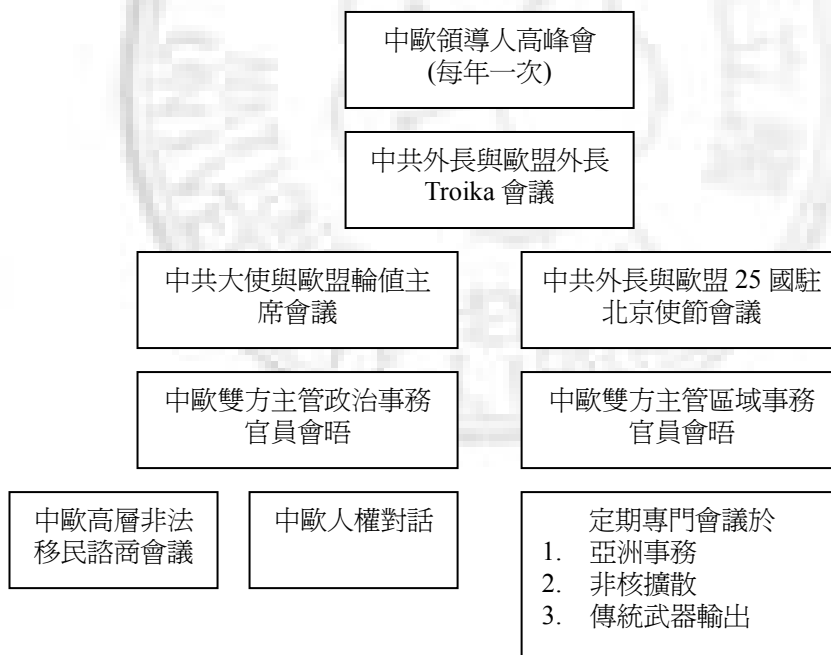 中歐領導人高峰會
(每年一次)
中共外長與歐盟外長
Troika 會議
中共大使與歐盟輪值主
席會議
中共外長與歐盟 25 國駐
北京使節會議
中歐雙方主管政治事務
官員會晤
中歐雙方主管區域事務
官員會晤
中歐高層非法
移民諮商會議
中歐人權對話
定期專門會議於
1. 亞洲事務
2. 非核擴散
3. 傳統武器輸出